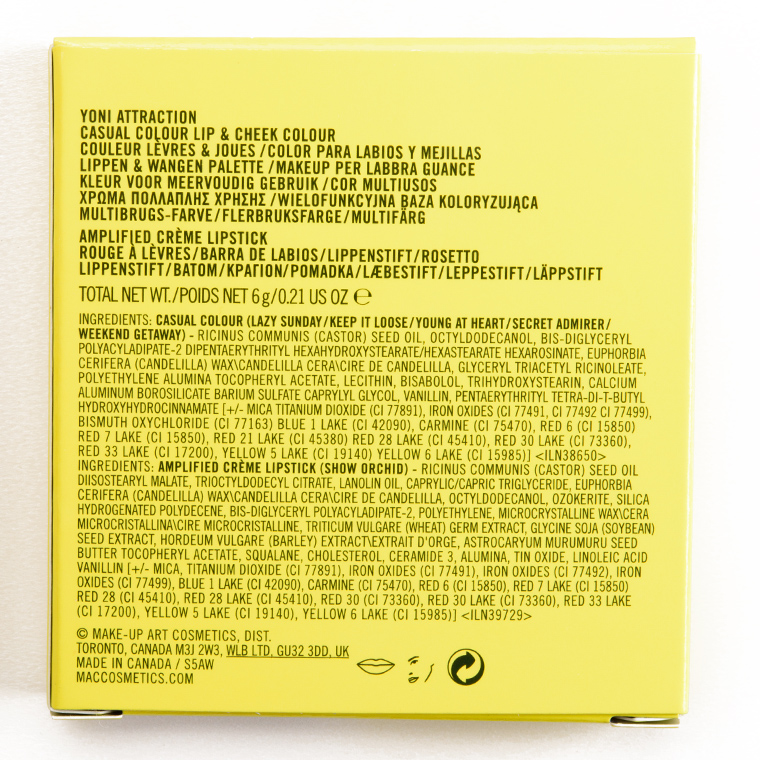 YONI ATTRACTION
CASUAL COLOUR LIP & CHEEK COLOUR
COULEUR LÈVRES & JOUES / COLOR PARA LABIOS Y MEJILLAS
LIPPEN & WANGEN PALETTE / MAKEUP PER LABBRA GUANCE
KLEUR VOOR MEERVOUDIG GEBRUIK / COR MULTIUSOS
ΧΡΩΜΑ ΠΟΛΛΑΠΛΗΣ ΧΡΗΣΗΣ / WIELOFUNKCYJNA BAZA KOLORYZUJĄCA
MULTIBRUGS-FARVE / FLERBRUKSFARGE / MULTIFÄRG
AMPLIFIED CRÈME LIPSTICK
ROUGE À LÈVRES / BARRA DE LABIOS / LIPPENSTIFT / ROSETTO
LIPPENSTIFT / BATOM / ΚΡΑΓΙΟΝ / POMADKA / LÆBESTIFT / LEPPESTIFT / LÄPPSTIFT
TOTAL NET WT./POIDS NET 6 g/0.21 US OZ ℮
INGREDIENTS: CASUAL COLOUR (LAZY SUNDAY/KEEP IT LOOSE/YOUNG AT HEART/SECRET ADMIRER/
WEEKEND GETAWAY) - RICINUS COMMUNIS (CASTOR) SEED OIL, OCTYLDODECANOL, BIS-DIGLYCERYL
POLYACYLADIPATE-2 DIPENTAERYTHRITYL HEXAHYDROXYSTEARATE/HEXASTEARATE HEXAROSINATE, EUPHORBIA
CERIFERA (CANDELILLA) WAX\CANDELILLA CERA\CIRE DE CANDELILLA, GLYCERYL TRIACETYL RICINOLEATE,
POLYETHYLENE ALUMINA TOCOPHERYL ACETATE, LECITHIN, BISABOLOL, TRIHYDROXYSTEARIN, CALCIUM
ALUMINUM BOROSILICATE BARIUM SULFATE CAPRYLYL GLYCOL, VANILLIN, PENTAERYTHRITYL TETRA-DI-T-BUTYL
HYDROXYHYDROCINNAMATE [+/- MICA TITANIUM DIOXIDE (CI 77891), IRON OXIDES (CI 77491, CI 77492 CI 77499),
BISMUTH OXYCHLORIDE (CI 77163) BLUE 1 LAKE (CI 42090), CARMINE (CI 75470), RED 6 (CI 15850)
RED 7 LAKE (CI 15850), RED 21 LAKE (CI 45380) RED 28 LAKE (CI 45410), RED 30 LAKE (CI 73360),
RED 33 LAKE (CI 17200), YELLOW 5 LAKE (CI 19140) YELLOW 6 LAKE (CI 15985)] <ILN38650>
INGREDIENTS: AMPLIFIED CRÈME LIPSTICK (SHOW ORCHID) - RICINUS COMMUNIS (CASTOR) SEED OIL
DIISOSTEARYL MALATE, TRIOCTYLDODECYL CITRATE, LANOLIN OIL, CAPRYLIC/CAPRIC TRIGLYCERIDE, EUPHORBIA
CERIFERA (CANDELILLA) WAX\CANDELILLA CERA\CIRE DE CANDELILLA, OCTYLDODECANOL, OZOKERITE, SILICA
HYDROGENATED POLYDECENE, BIS-DIGLYCERYL POLYACYLADIPATE-2, POLYETHYLENE, MICROCRYSTALLINE WAX\CERA
MICROCRISTALLINA\CIRE MICROCRISTALLINE, TRITICUM VULGARE (WHEAT) GERM EXTRACT, GLYCINE SOJA (SOYBEAN)
SEED EXTRACT, HORDEUM VULGARE (BARLEY) EXTRACT\EXTRAIT D'ORGE, ASTROCARYUM MURUMURU SEED
BUTTER TOCOPHERYL ACETATE, SQUALANE, CHOLESTEROL, CERAMIDE 3, ALUMINA, TIN OXIDE, LINOLEIC ACID
VANILLIN [+/- MICA, TITANIUM DIOXIDE (CI 77891), IRON OXIDES (CI 77491), IRON OXIDES (CI 77492), IRON
OXIDES (CI 77499), BLUE 1 LAKE (CI 42090), CARMINE (CI 75470), RED 6 (CI 15850), RED 7 LAKE (CI 15850)
RED 28 (CI 45410), RED 28 LAKE (CI 45410), RED 30 (CI 73360), RED 30 LAKE (CI 73360), RED 33 LAKE
(CI 17200), YELLOW 5 LAKE (CI 19140), YELLOW 6 LAKE (CI 15985)] <ILN39729>
© MAKE-UP ART COSMETICS, DIST.
TORONTO, CANADA M3J 2W3, WLB LTD, GU32 3DD, UK
MADE IN CANADA / S5AW
MACCOSMETICS.COM